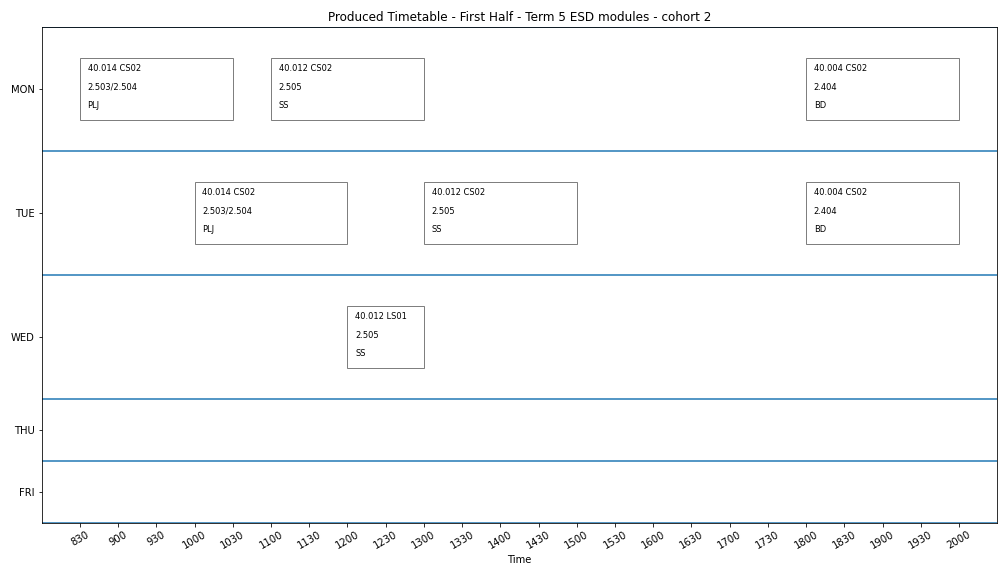 Produced Timetable - First Half - Term 5 ESD modules - cohort 2
MON
40.014 CS02
2.503/2.504
PLJ
40.012 CS02
2.505
SS
40.004 CS02
2.404
BD
TUE
40.014 CS02
2.503/2.504
PLJ
40.012 CS02
2.505
SS
40.004 CS02
2.404
BD
WED
40.012 LS01
2.505
SS
THU
FRI
830 900 930 1000 1030 1100 1130 1200 1230 1300 1330 1400 1430 1500 1530 1600 1630 1700 1730 1800 1830 1900 1930 2000
Time